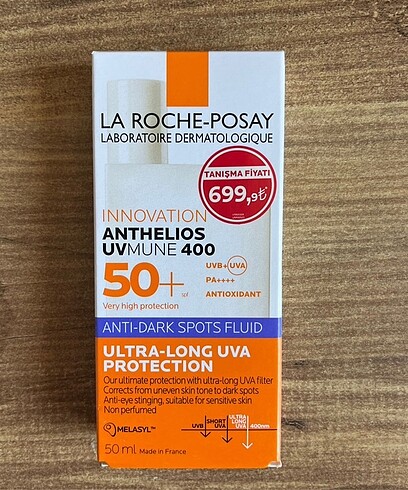 LA ROCHE-POSAY
LABORATOIRE DERMATOLOGIQUE
TANIŞMA FİYATI
699,9₺
INNOVATION
ANTHELIOS
UVMUNE 400
50+
spf
Very high protection
UVB+UVA
PA++++
ANTIOXIDANT
ANTI-DARK SPOTS FLUID
ULTRA-LONG UVA
PROTECTION
Our ultimate protection with ultra-long UVA filter
Corrects from uneven skin tone to dark spots
Anti-eye stinging, suitable for sensitive skin
Non perfumed
MELASYL™
UVB
SHORT
UVA
ULTRA
LONG
UVA
400nm
50 ml Made in France